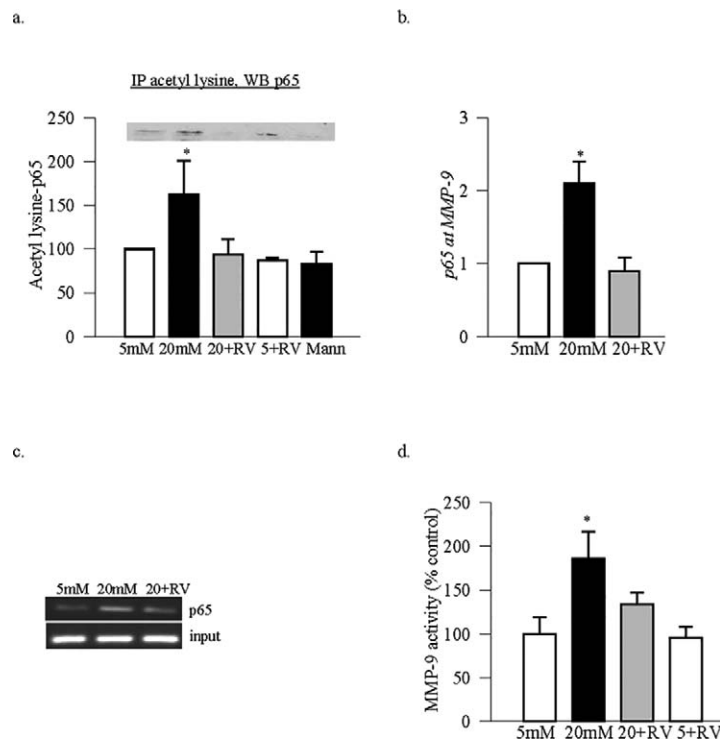 a.
b.
IP acetyl lysine, WB p65
Acetyl lysine-p65
250
200
150
100
50
0
*
5mM 20mM 20+RV 5+RV Mann
p65 at MMP-9
3
2
1
0
*
5mM 20mM 20+RV
c.
d.
5mM 20mM 20+RV
p65
input
MMP-9 activity (% control)
250
200
150
100
50
0
*
5mM 20mM 20+RV 5+RV